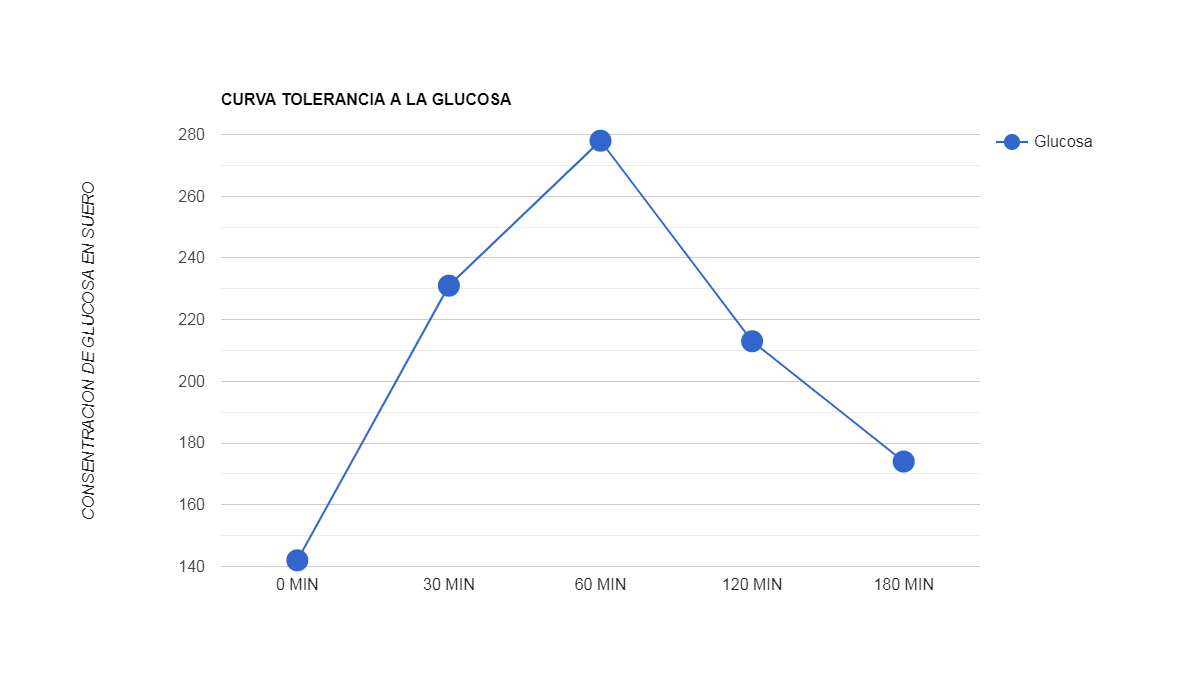 CURVA TOLERANCIA A LA GLUCOSA
Glucosa
CONSENTRACION DE GLUCOSA EN SUERO
280
260
240
220
200
180
160
140
0 MIN
30 MIN
60 MIN
120 MIN
180 MIN